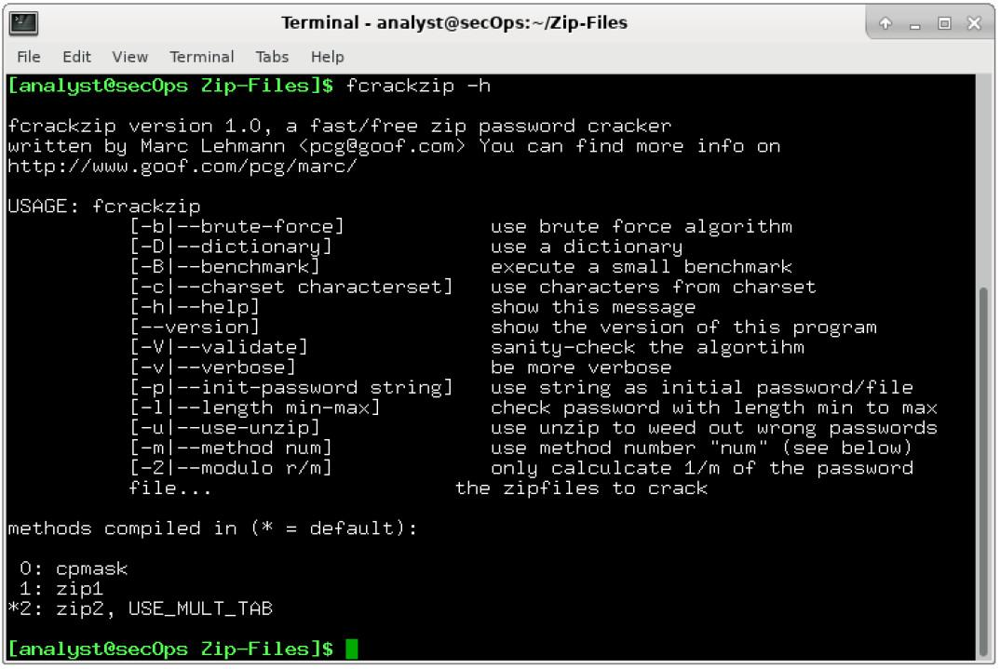 Terminal - analyst@secOps:~/Zip-Files
File Edit View Terminal Tabs Help
[analyst@secOps Zip-Files]$ fcrackzip -h
fcrackzip version 1.0, a fast/free zip password cracker
written by Marc Lehmann <pcg@goof.com> You can find more info on
http://www.goof.com/pcg/marc/
USAGE: fcrackzip
[-b|--brute-force] use brute force algorithm
[-D|--dictionary] use a dictionary
[-B|--benchmark] execute a small benchmark
[-c|--charset characterset] use characters from charset
[-h|--help] show this message
[--version] show the version of this program
[-V|--validate] sanity-check the algortihm
[-v|--verbose] be more verbose
[-p|--init-password string] use string as initial password/file
[-l|--length min-max] check password with length min to max
[-u|--use-unzip] use unzip to weed out wrong passwords
[-m|--method num] use method number "num" (see below)
[-2|--modulo r/m] only calculcate 1/m of the password
file... the zipfiles to crack
methods compiled in (* = default):
0: cpmask
1: zip1
*2: zip2, USE_MULT_TAB
[analyst@secOps Zip-Files]$